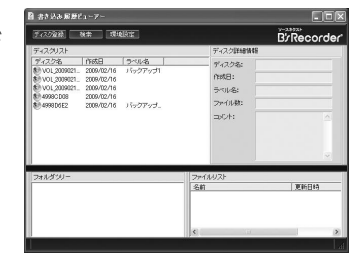 書き込み履歴ビューアー
ディスク登録 検索 環境設定
ソースネクスト
B's Recorder
ディスクリスト
ディスク名 作成日 ラベル名
VOL_2009021... 2009/02/16 バックアップ1
VOL_2009021... 2009/02/16
VOL_2009021... 2009/02/16
4998CD08 2009/02/16
4998D6E2 2009/02/16 バックアップ...
ディスク詳細情報
ディスク名:
作成日:
ラベル名:
ファイル数:
コメント:
フォルダツリー
ファイルリスト
名前 更新日時